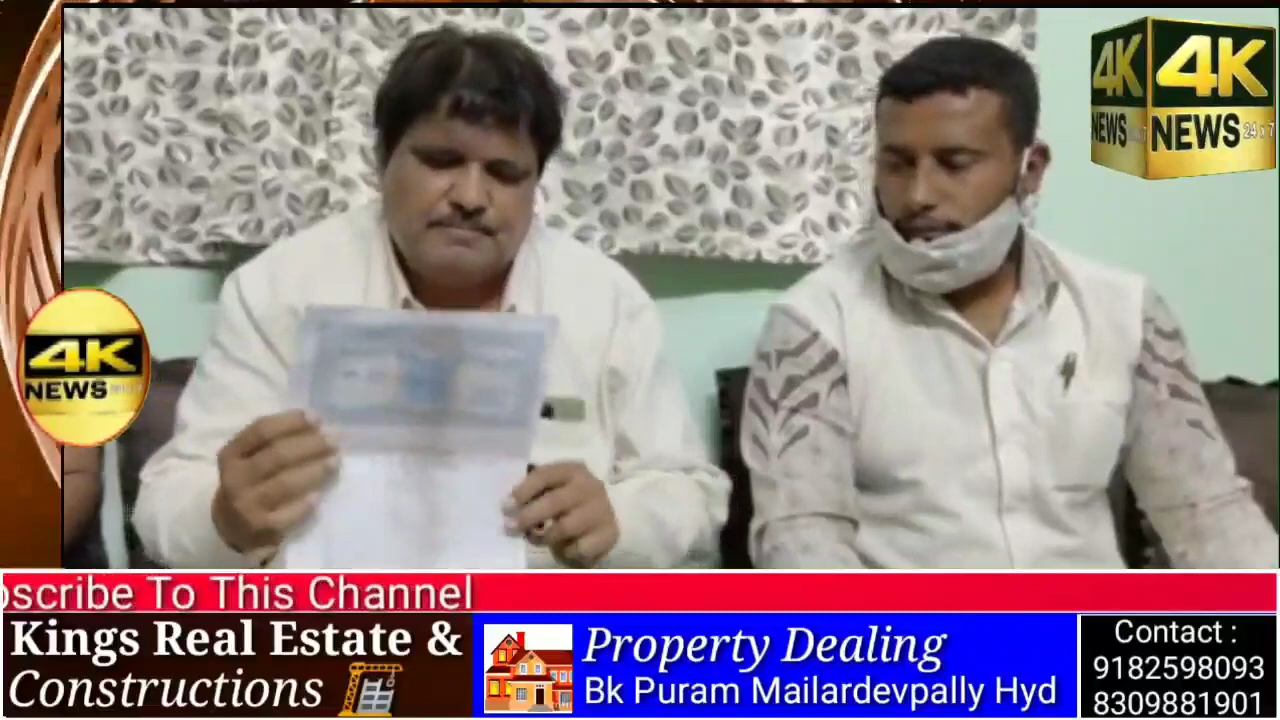 4K
NEWS
4K
NEWS 24x7
4K
NEWS
scribe To This Channel
Kings Real Estate &
Constructions
Property Dealing
Bk Puram Mailardevpally Hyd
Contact :
9182598093
8309881901